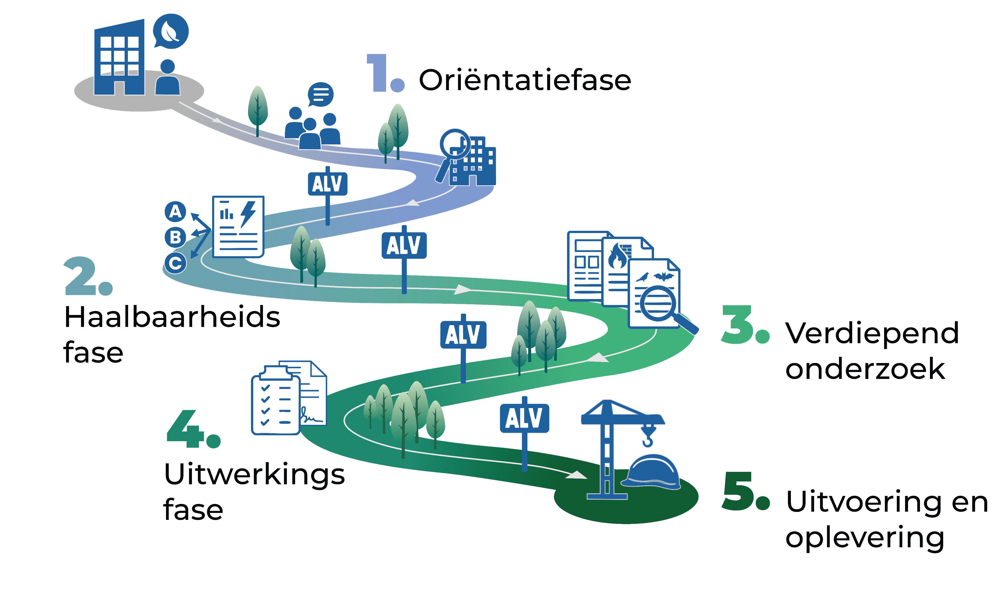 1. Oriëntatiefase
ALV
A
B
C
ALV
2.
Haalbaarheids
fase
3. Verdiepend
onderzoek
ALV
4.
Uitwerkings
fase
ALV
5. Uitvoering en
oplevering